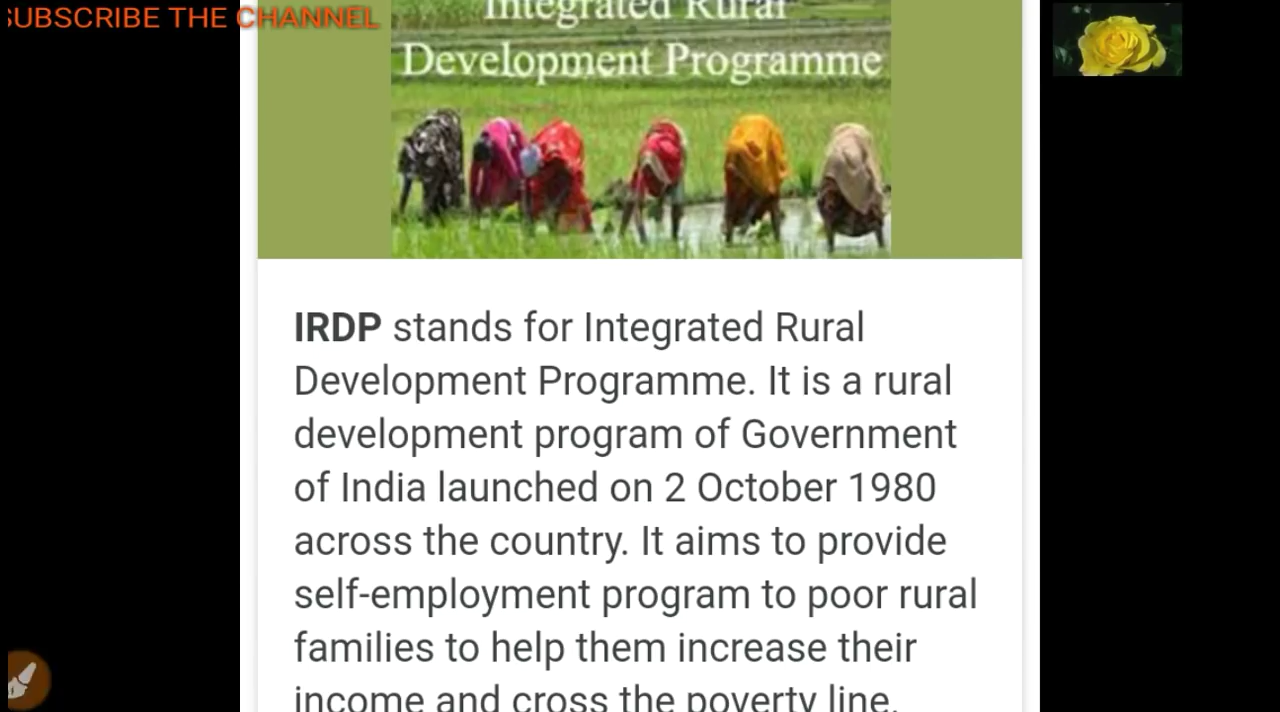 SUBSCRIBE THE CHANNEL
Integrated Rural
Development Programme
IRDP stands for Integrated Rural
Development Programme. It is a rural
development program of Government
of India launched on 2 October 1980
across the country. It aims to provide
self-employment program to poor rural
families to help them increase their
income and cross the poverty line.